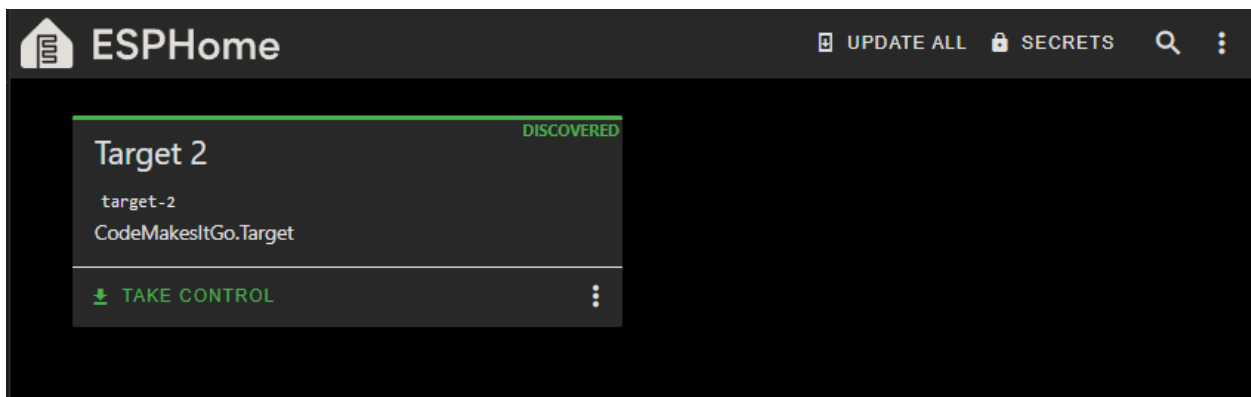 ESPHome
UPDATE ALL SECRETS
DISCOVERED
Target 2
target-2
CodeMakesItGo.Target
TAKE CONTROL